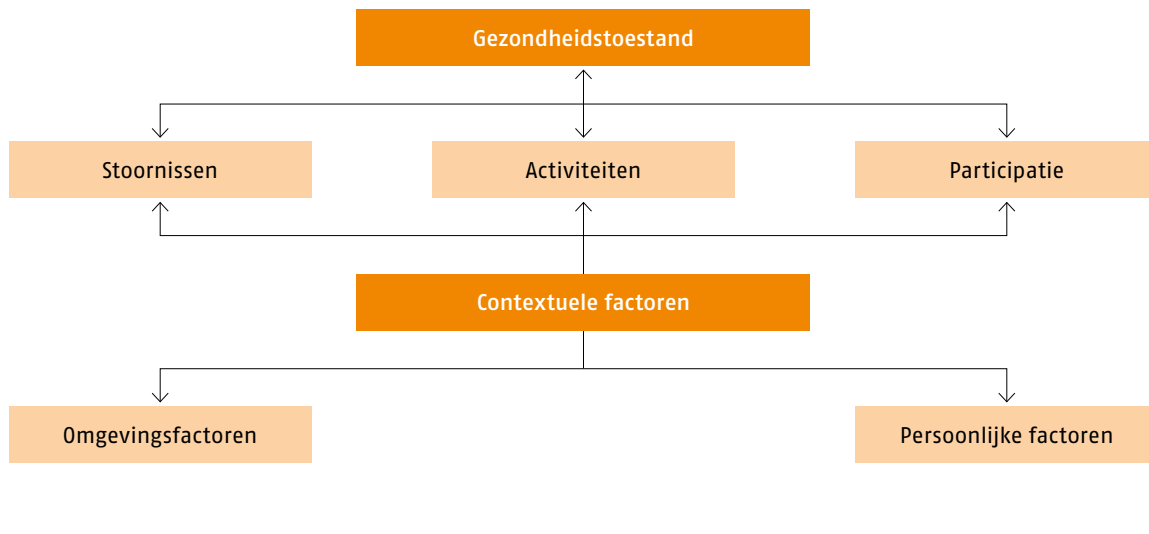 Gezondheidstoestand
Stoornissen
Activiteiten
Participatie
Contextuele factoren
Omgevingsfactoren
Persoonlijke factoren